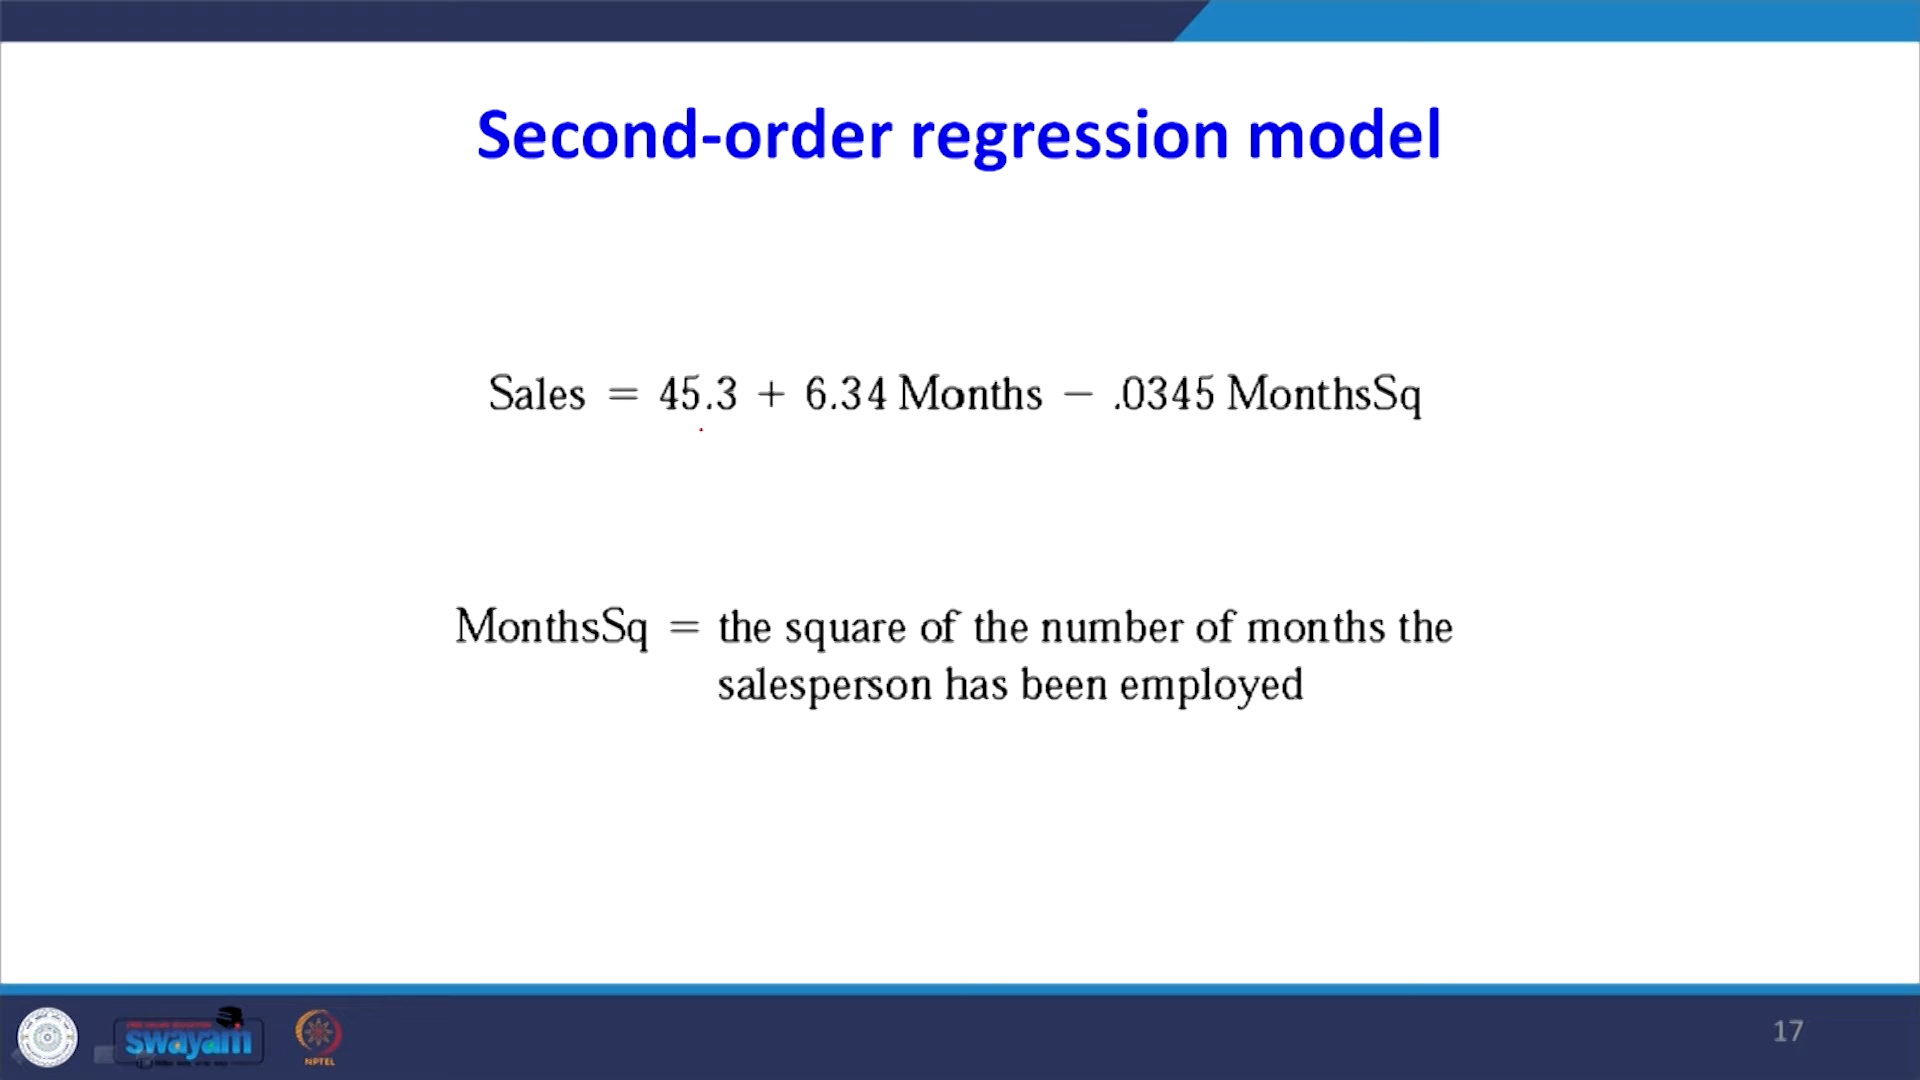 Second-order regression model
Sales = 45.3 + 6.34 Months − .0345 MonthsSq
MonthsSq = the square of the number of months the
salesperson has been employed
swayam
NPTEL
17